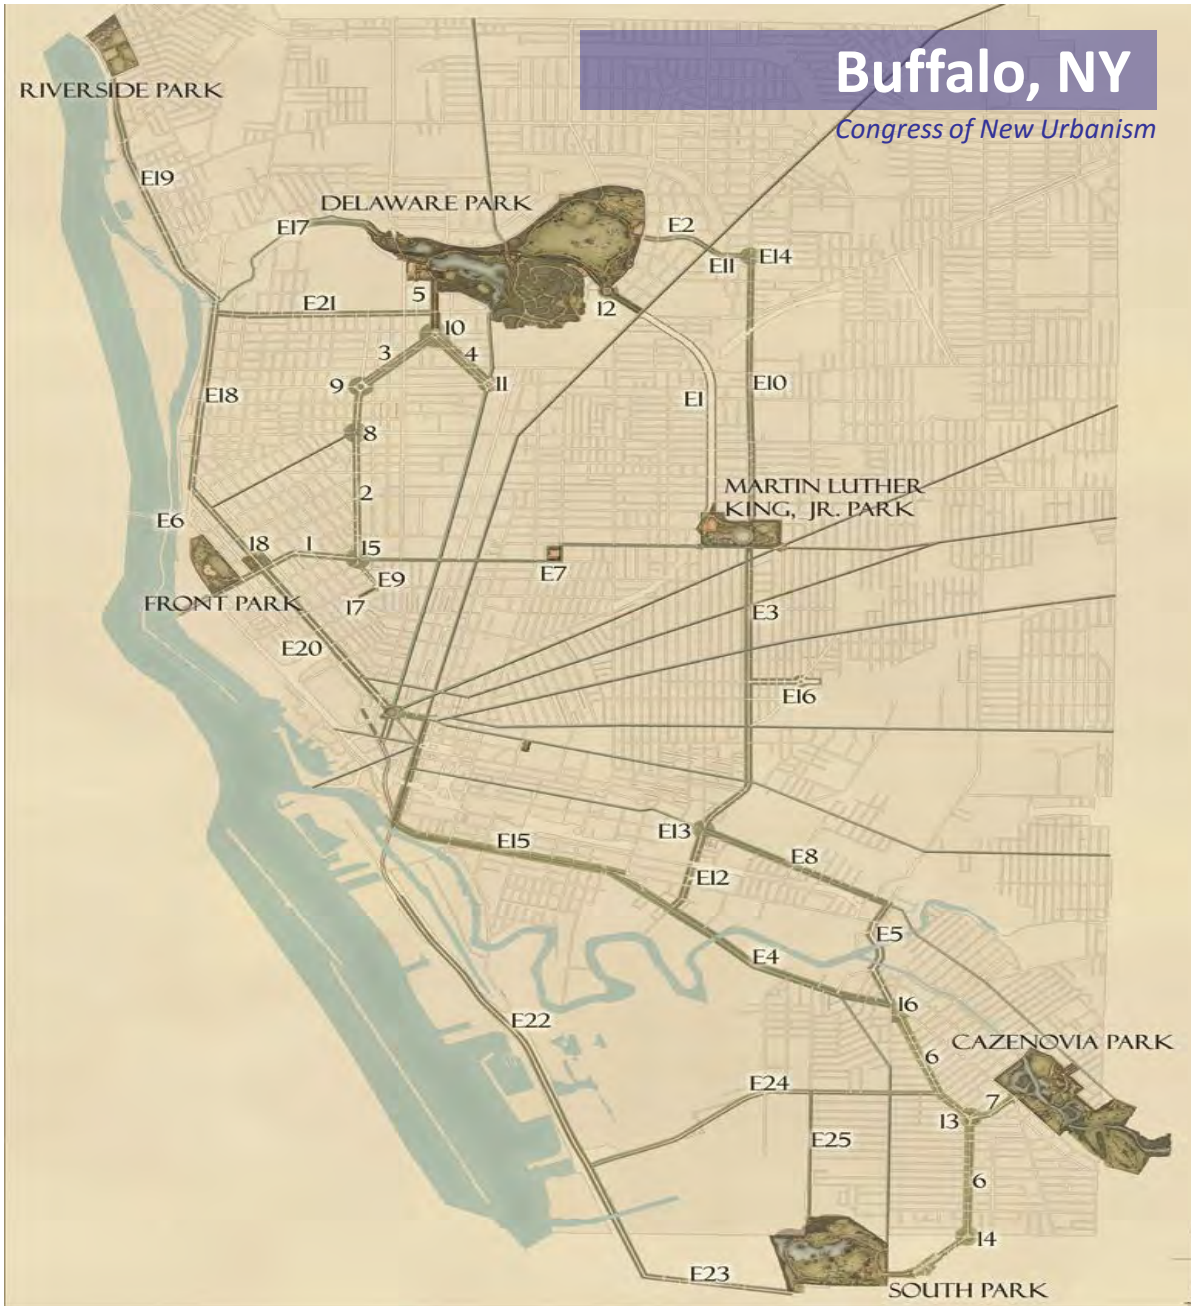 Buffalo, NY
Congress of New Urbanism
RIVERSIDE PARK
E19
DELAWARE PARK
E17
E2
E11
E14
5
12
E21
10
3
4
9
11
E18
E1
E10
8
MARTIN LUTHER
KING, JR. PARK
2
E6
18
1
15
E7
E9
17
FRONT PARK
E3
E20
E16
E13
E15
E8
E12
E5
E4
16
E22
CAZENOVIA PARK
6
E24
7
13
E25
6
14
E23
SOUTH PARK